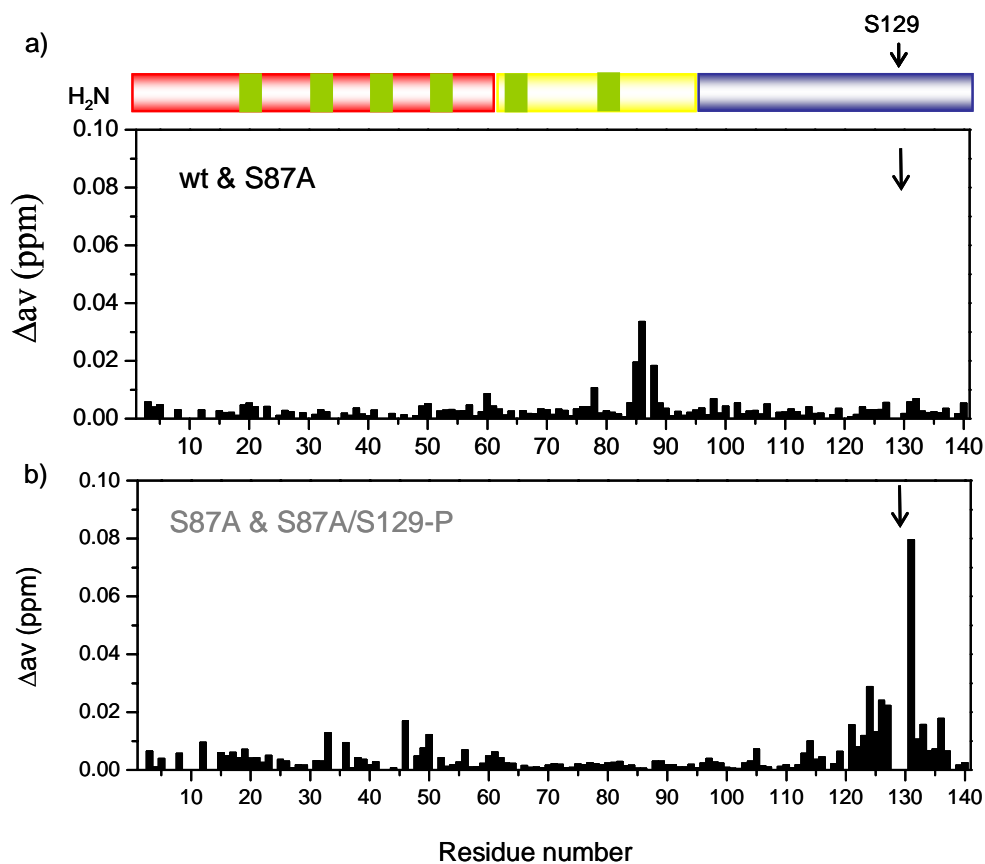 a)
S129
H₂N
0.10
0.08
0.06
0.04
0.02
0.00
Δav (ppm)
wt & S87A
10 20 30 40 50 60 70 80 90 100 110 120 130 140
b)
0.10
0.08
0.06
0.04
0.02
0.00
Δav (ppm)
S87A & S87A/S129-P
10 20 30 40 50 60 70 80 90 100 110 120 130 140
Residue number